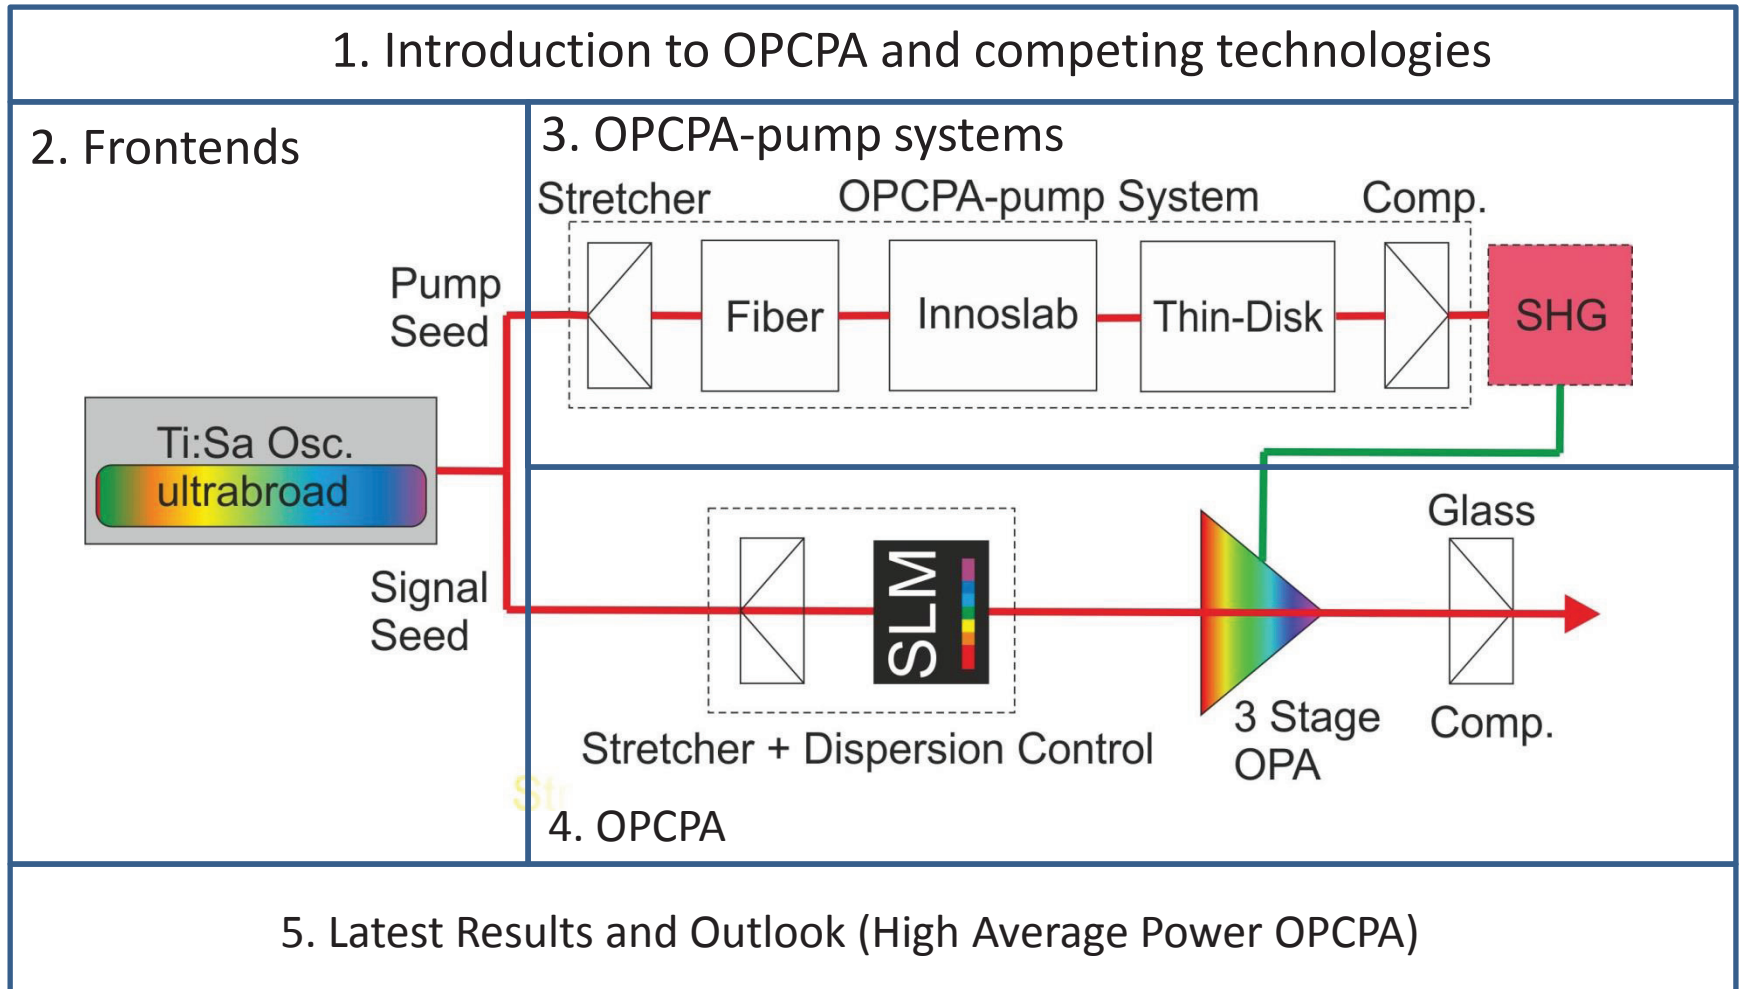 1. Introduction to OPCPA and competing technologies
2. Frontends
3. OPCPA-pump systems
Stretcher
OPCPA-pump System
Comp.
Pump
Seed
Fiber
Innoslab
Thin-Disk
SHG
Ti:Sa Osc.
ultrabroad
Signal
Seed
SLM
Glass
Comp.
3 Stage
OPA
Stretcher + Dispersion Control
Str
4. OPCPA
5. Latest Results and Outlook (High Average Power OPCPA)